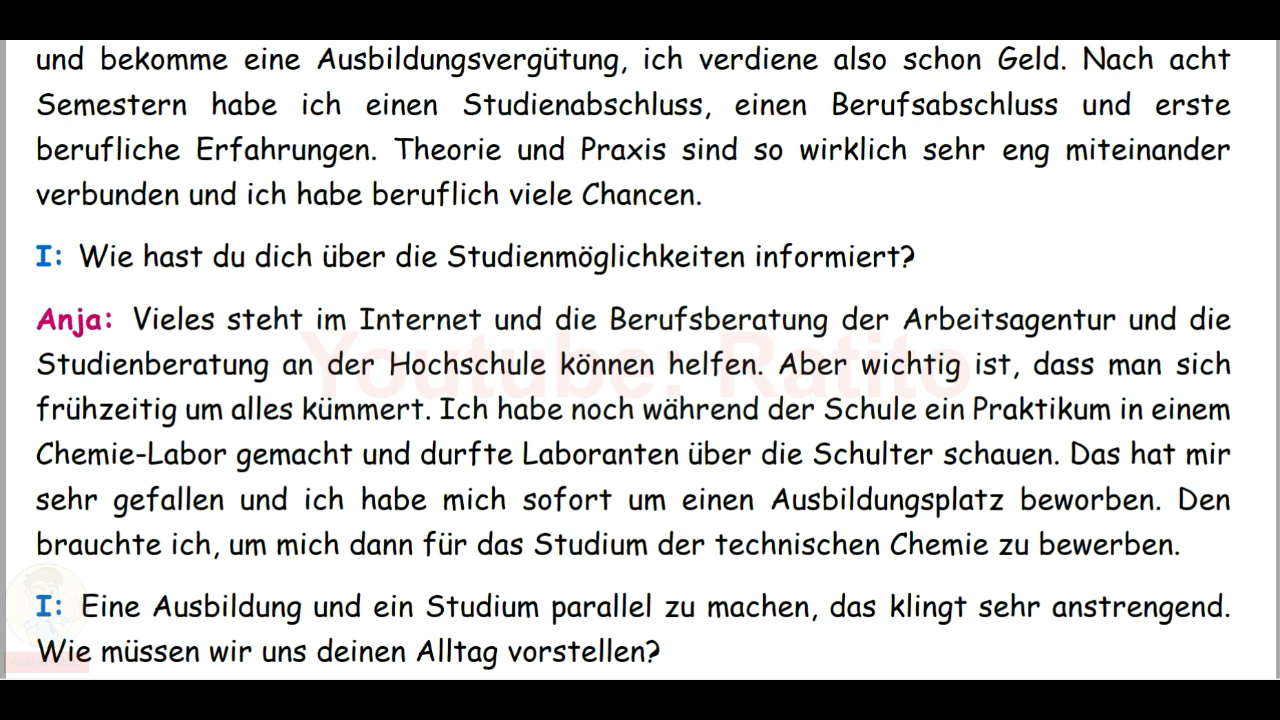 und bekomme eine Ausbildungsvergütung, ich verdiene also schon Geld. Nach acht
Semestern habe ich einen Studienabschluss, einen Berufsabschluss und erste
berufliche Erfahrungen. Theorie und Praxis sind so wirklich sehr eng miteinander
verbunden und ich habe beruflich viele Chancen.
I: Wie hast du dich über die Studienmöglichkeiten informiert?
Anja: Vieles steht im Internet und die Berufsberatung der Arbeitsagentur und die
Studienberatung an der Hochschule können helfen. Aber wichtig ist, dass man sich
Youtube: Ratito
frühzeitig um alles kümmert. Ich habe noch während der Schule ein Praktikum in einem
Chemie-Labor gemacht und durfte Laboranten über die Schulter schauen. Das hat mir
sehr gefallen und ich habe mich sofort um einen Ausbildungsplatz beworben. Den
brauchte ich, um mich dann für das Studium der technischen Chemie zu bewerben.
I: Eine Ausbildung und ein Studium parallel zu machen, das klingt sehr anstrengend.
Wie müssen wir uns deinen Alltag vorstellen?